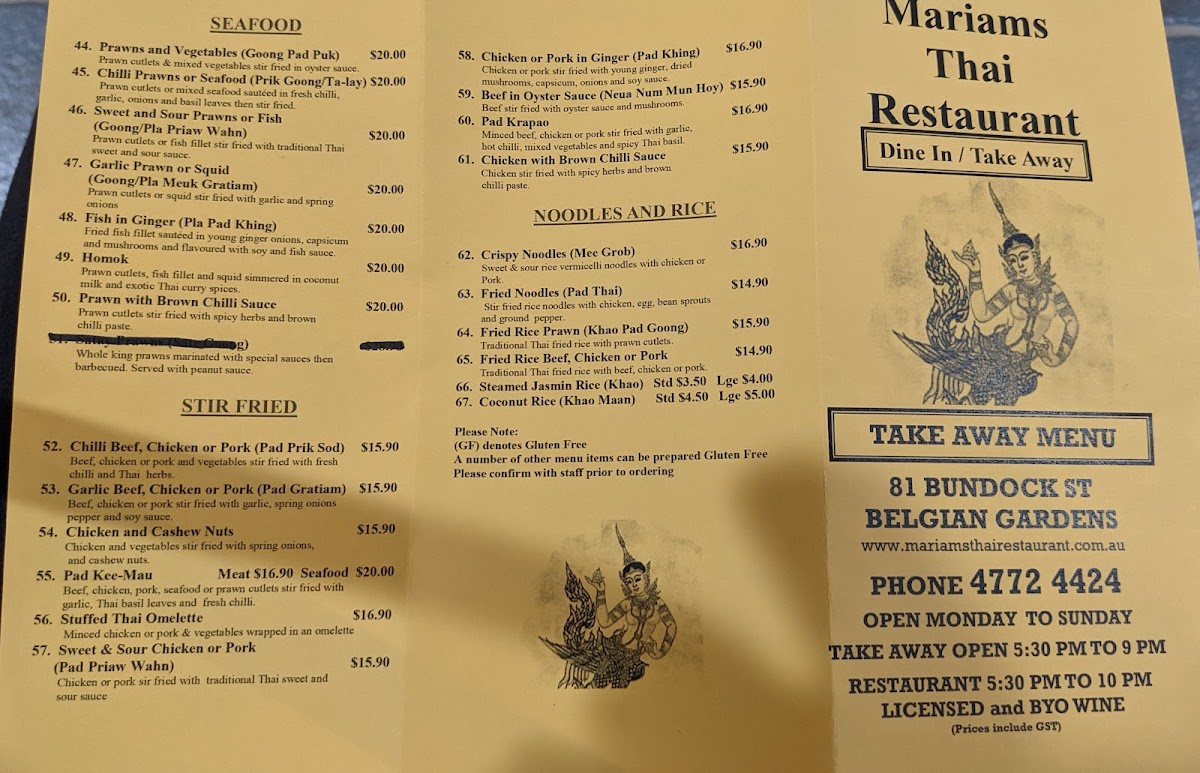 SEAFOOD
44. Prawns and Vegetables (Goong Pad Puk) $20.00
Prawn cutlets & mixed vegetables stir fried in oyster sauce.
45. Chilli Prawns or Seafood (Prik Goong/Ta-lay) $20.00
Prawn cutlets or mixed seafood sautéed in fresh chilli,
garlic, onions and basil leaves then stir fried.
46. Sweet and Sour Prawns or Fish
(Goong/Pla Priaw Wahn) $20.00
Prawn cutlets or fish fillet stir fried with traditional Thai
sweet and sour sauce.
47. Garlic Prawn or Squid
(Goong/Pla Meuk Gratiam) $20.00
Prawn cutlets or squid stir fried with garlic and spring
onions
48. Fish in Ginger (Pla Pad Khing) $20.00
Fried fish fillet sautéed in young ginger onions, capsicum
and mushrooms and flavoured with soy and fish sauce.
49. Homok $20.00
Prawn cutlets, fish fillet and squid simmered in coconut
milk and exotic Thai curry spices.
50. Prawn with Brown Chilli Sauce $20.00
Prawn cutlets stir fried with spicy herbs and brown
chilli paste.
Whole king prawns marinated with special sauces then
barbecued. Served with peanut sauce.
STIR FRIED
52. Chilli Beef, Chicken or Pork (Pad Prik Sod) $15.90
Beef, chicken or pork and vegetables stir fried with fresh
chilli and Thai herbs.
53. Garlic Beef, Chicken or Pork (Pad Gratiam) $15.90
Beef, chicken or pork stir fried with garlic, spring onions
pepper and soy sauce.
54. Chicken and Cashew Nuts $15.90
Chicken and vegetables stir fried with spring onions,
and cashew nuts.
55. Pad Kee-Mau Meat $16.90 Seafood $20.00
Beef, chicken, pork, seafood or prawn cutlets stir fried with
garlic, Thai basil leaves and fresh chilli.
56. Stuffed Thai Omelette $16.90
Minced chicken or pork & vegetables wrapped in an omelette
57. Sweet & Sour Chicken or Pork
(Pad Priaw Wahn) $15.90
Chicken or pork sir fried with traditional Thai sweet and
sour sauce
58. Chicken or Pork in Ginger (Pad Khing) $16.90
Chicken or pork stir fried with young ginger, dried
mushrooms, capsicum, onions and soy sauce.
59. Beef in Oyster Sauce (Neua Num Mun Hoy) $15.90
Beef stir fried with oyster sauce and mushrooms.
60. Pad Krapao $16.90
Minced beef, chicken or pork stir fried with garlic,
hot chilli, mixed vegetables and spicy Thai basil.
61. Chicken with Brown Chilli Sauce $15.90
Chicken stir fried with spicy herbs and brown
chilli paste.
NOODLES AND RICE
62. Crispy Noodles (Mee Grob) $16.90
Sweet & sour rice vermicelli noodles with chicken or
Pork.
63. Fried Noodles (Pad Thai) $14.90
Stir fried rice noodles with chicken, egg, bean sprouts
and ground pepper.
64. Fried Rice Prawn (Khao Pad Goong) $15.90
Traditional Thai fried rice with prawn cutlets.
65. Fried Rice Beef, Chicken or Pork $14.90
Traditional Thai fried rice with beef, chicken or pork.
66. Steamed Jasmin Rice (Khao) Std $3.50 Lge $4.00
67. Coconut Rice (Khao Maan) Std $4.50 Lge $5.00
Please Note:
(GF) denotes Gluten Free
A number of other menu items can be prepared Gluten Free
Please confirm with staff prior to ordering
Mariams
Thai
Restaurant
Dine In / Take Away
TAKE AWAY MENU
81 BUNDOCK ST
BELGIAN GARDENS
www.mariamsthairestaurant.com.au
PHONE 4772 4424
OPEN MONDAY TO SUNDAY
TAKE AWAY OPEN 5:30 PM TO 9 PM
RESTAURANT 5:30 PM TO 10 PM
LICENSED and BYO WINE
(Prices include GST)